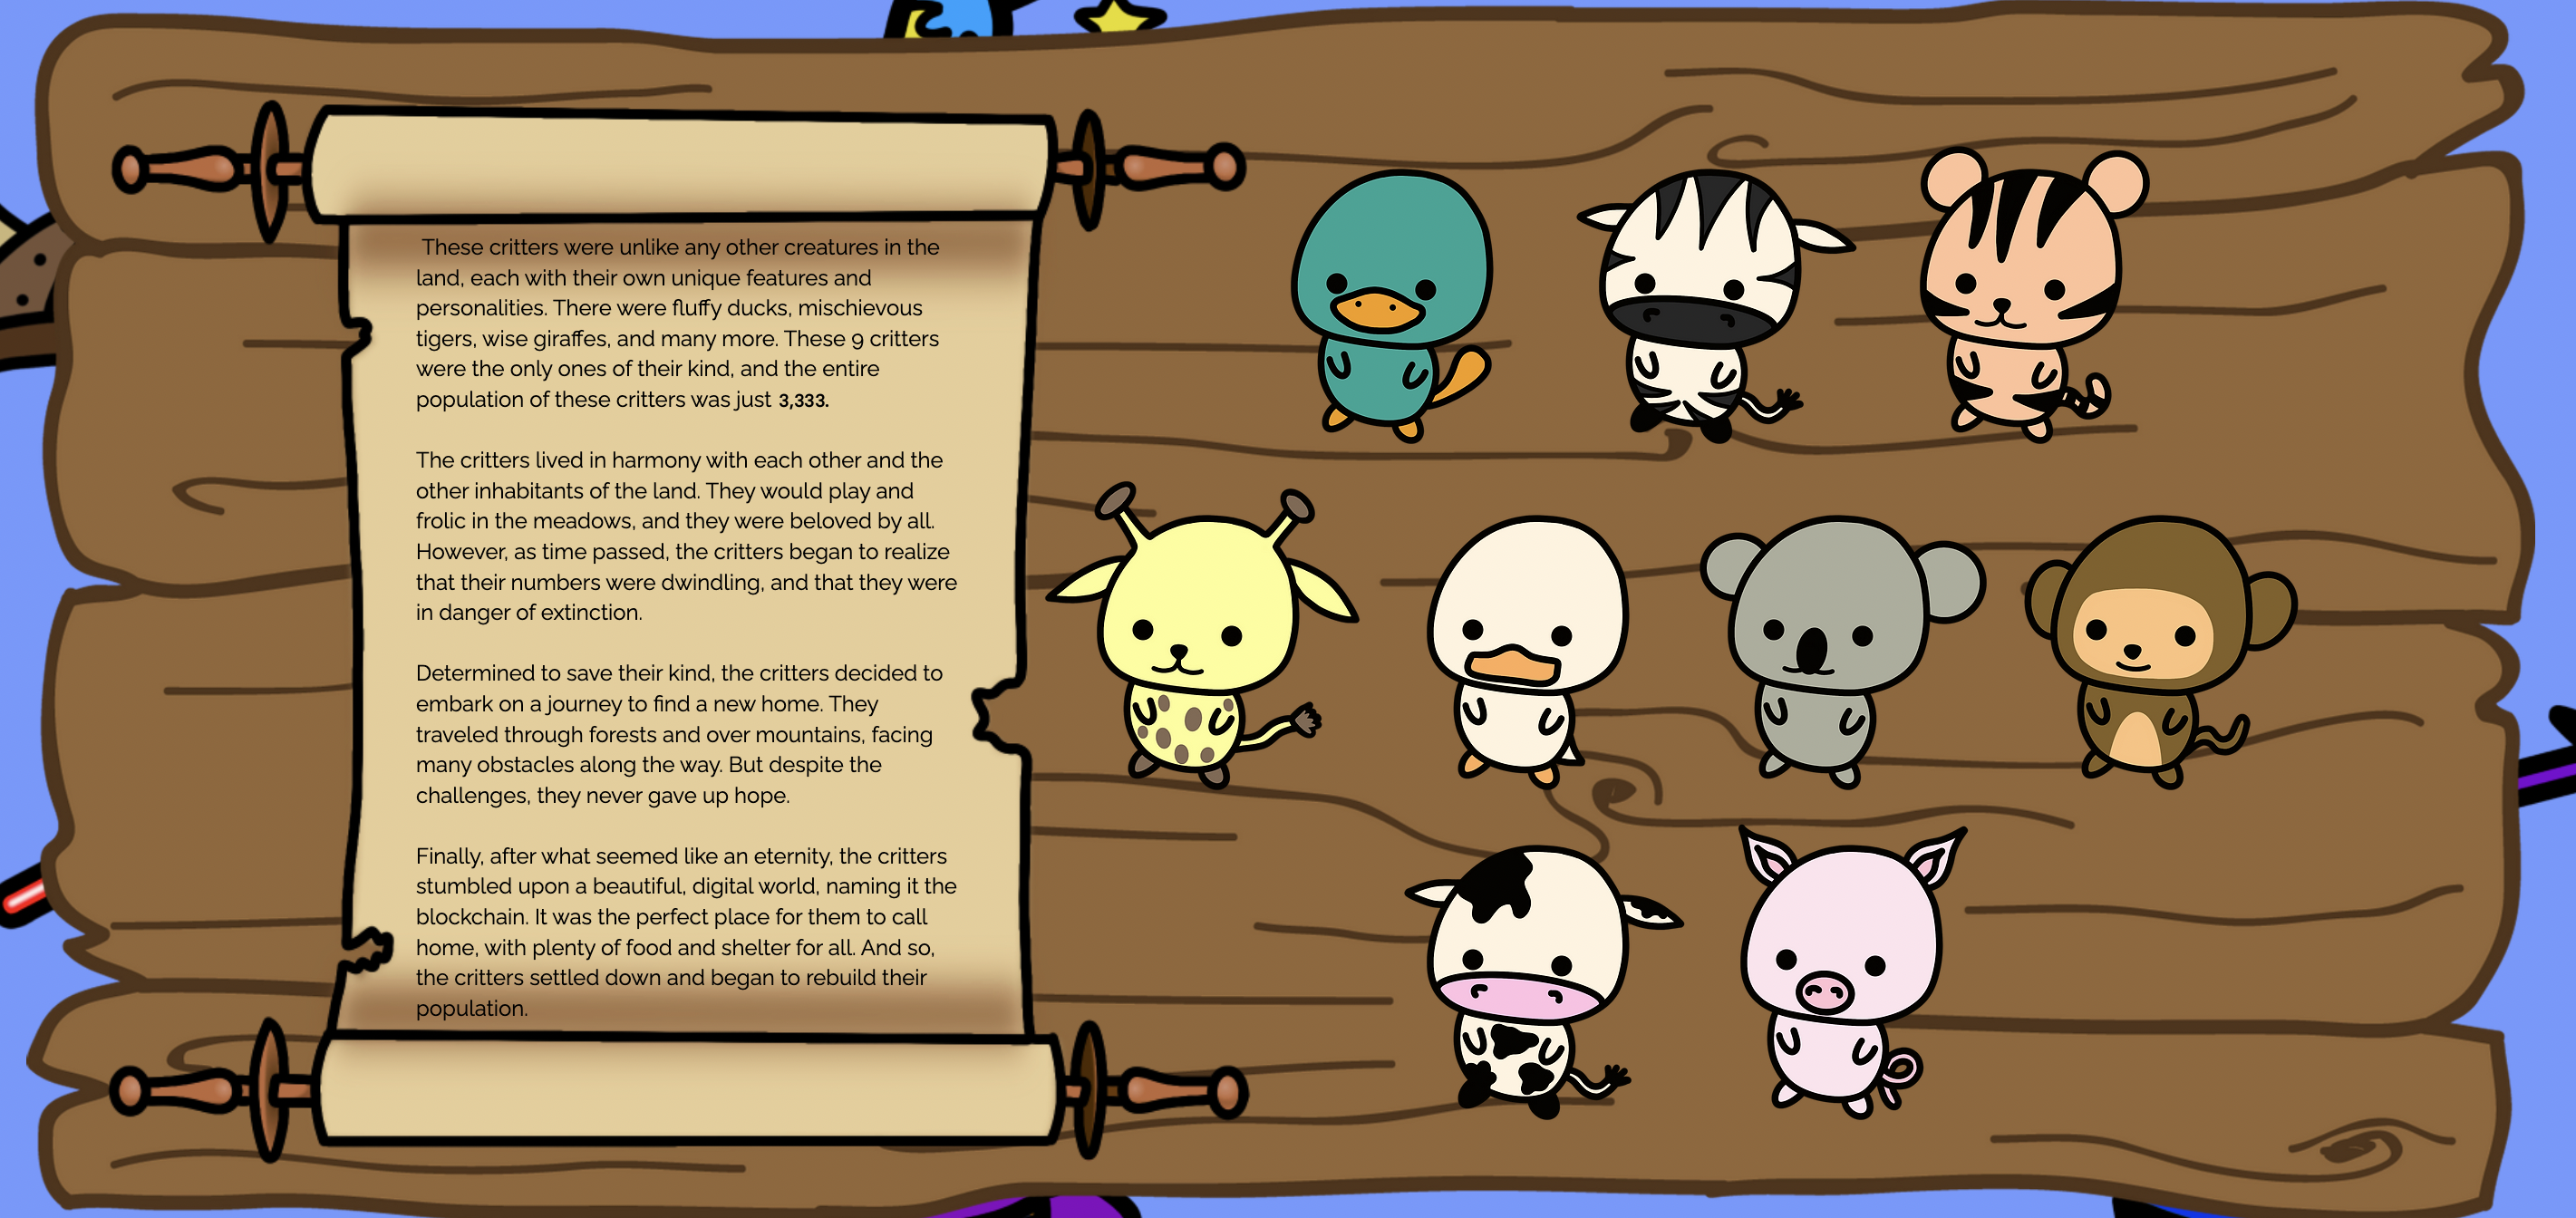 These critters were unlike any other creatures in the
land, each with their own unique features and
personalities. There were fluffy ducks, mischievous
tigers, wise giraffes, and many more. These 9 critters
were the only ones of their kind, and the entire
population of these critters was just 3,333.
The critters lived in harmony with each other and the
other inhabitants of the land. They would play and
frolic in the meadows, and they were beloved by all.
However, as time passed, the critters began to realize
that their numbers were dwindling, and that they were
in danger of extinction.
Determined to save their kind, the critters decided to
embark on a journey to find a new home. They
traveled through forests and over mountains, facing
many obstacles along the way. But despite the
challenges, they never gave up hope.
Finally, after what seemed like an eternity, the critters
stumbled upon a beautiful, digital world, naming it the
blockchain. It was the perfect place for them to call
home, with plenty of food and shelter for all. And so,
the critters settled down and began to rebuild their
population.